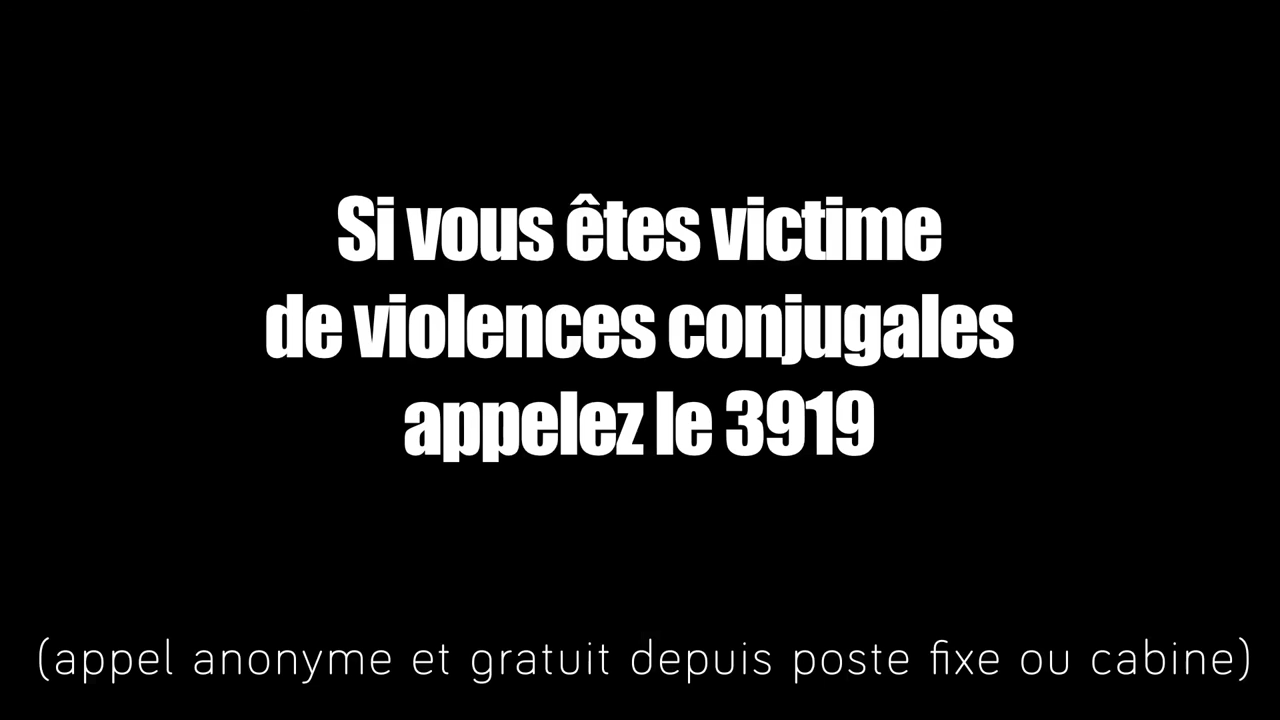 Si vous êtes victime
de violences conjugales
appelez le 3919
(appel anonyme et gratuit depuis poste fixe ou cabine)